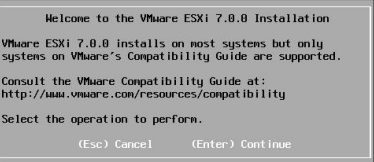 Welcome to the VMware ESXi 7.0.0 Installation
VMware ESXi 7.0.0 installs on most systems but only
systems on VMware's Compatibility Guide are supported.
Consult the VMware Compatibility Guide at:
http://www.vmware.com/resources/compatibility
Select the operation to perform.
(Esc) Cancel (Enter) Continue